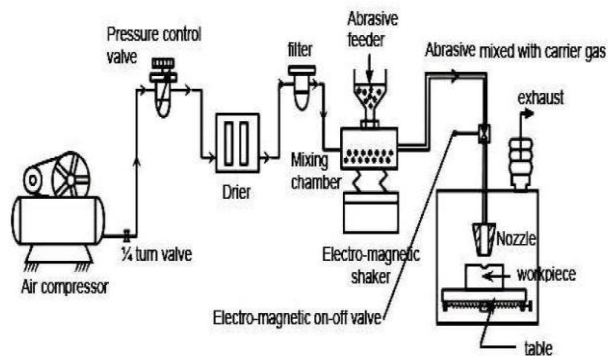 Pressure control
valve
filter
Abrasive
feeder
Abrasive mixed with carrier gas
exhaust
Drier
Mixing
chamber
Nozzle
¼ turn valve
Electro-magnetic
shaker
workpiece
Air compressor
Electro-magnetic on-off valve
table